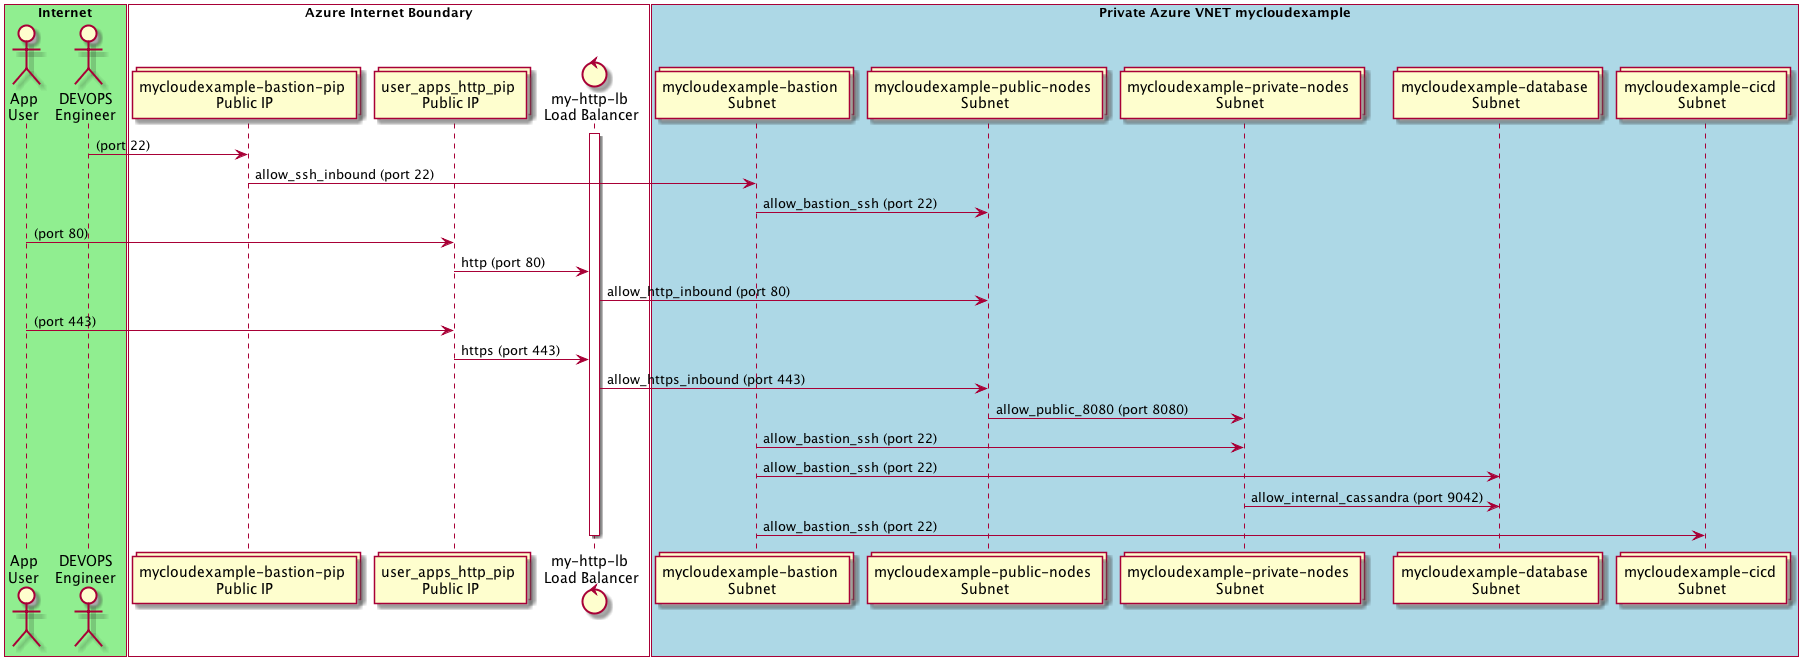 Internet
Azure Internet Boundary
Private Azure VNET mycloudexample
App
User
DEVOPS
Engineer
mycloudexample-bastion-pip
Public IP
user_apps_http_pip
Public IP
my-http-lb
Load Balancer
mycloudexample-bastion
Subnet
mycloudexample-public-nodes
Subnet
mycloudexample-private-nodes
Subnet
mycloudexample-database
Subnet
mycloudexample-cicd
Subnet
(port 22)
allow_ssh_inbound (port 22)
allow_bastion_ssh (port 22)
(port 80)
http (port 80)
allow_http_inbound (port 80)
(port 443)
https (port 443)
allow_https_inbound (port 443)
allow_public_8080 (port 8080)
allow_bastion_ssh (port 22)
allow_bastion_ssh (port 22)
allow_internal_cassandra (port 9042)
allow_bastion_ssh (port 22)
App
User
DEVOPS
Engineer
mycloudexample-bastion-pip
Public IP
user_apps_http_pip
Public IP
my-http-lb
Load Balancer
mycloudexample-bastion
Subnet
mycloudexample-public-nodes
Subnet
mycloudexample-private-nodes
Subnet
mycloudexample-database
Subnet
mycloudexample-cicd
Subnet